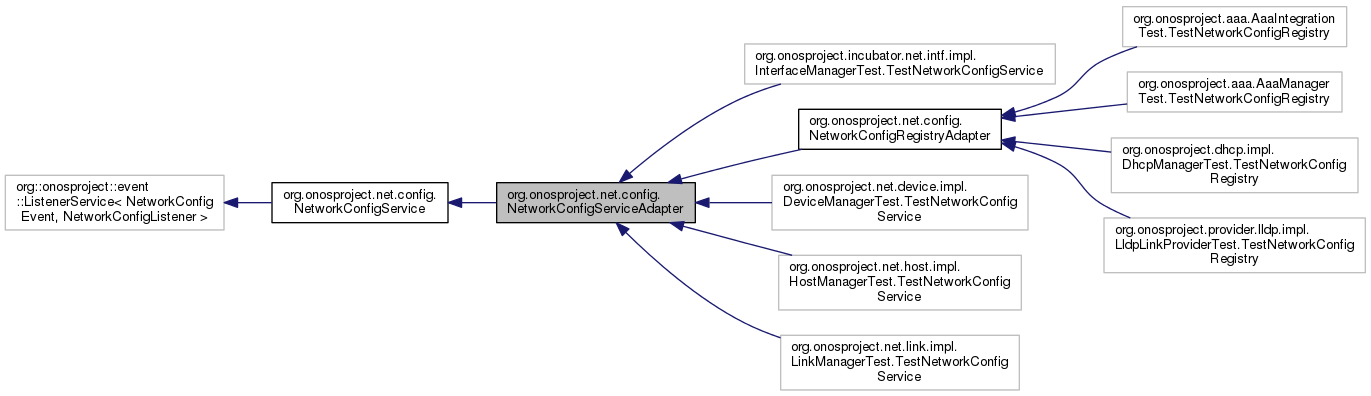 org::onosproject::event
::ListenerService< NetworkConfig
Event, NetworkConfigListener >
org.onosproject.net.config.
NetworkConfigService
org.onosproject.net.config.
NetworkConfigServiceAdapter
org.onosproject.incubator.net.intf.impl.
InterfaceManagerTest.TestNetworkConfigService
org.onosproject.net.config.
NetworkConfigRegistryAdapter
org.onosproject.net.device.impl.
DeviceManagerTest.TestNetworkConfig
Service
org.onosproject.net.host.impl.
HostManagerTest.TestNetworkConfig
Service
org.onosproject.net.link.impl.
LinkManagerTest.TestNetworkConfig
Service
org.onosproject.aaa.AaaIntegration
Test.TestNetworkConfigRegistry
org.onosproject.aaa.AaaManager
Test.TestNetworkConfigRegistry
org.onosproject.dhcp.impl.
DhcpManagerTest.TestNetworkConfig
Registry
org.onosproject.provider.lldp.impl.
LldpLinkProviderTest.TestNetworkConfig
Registry